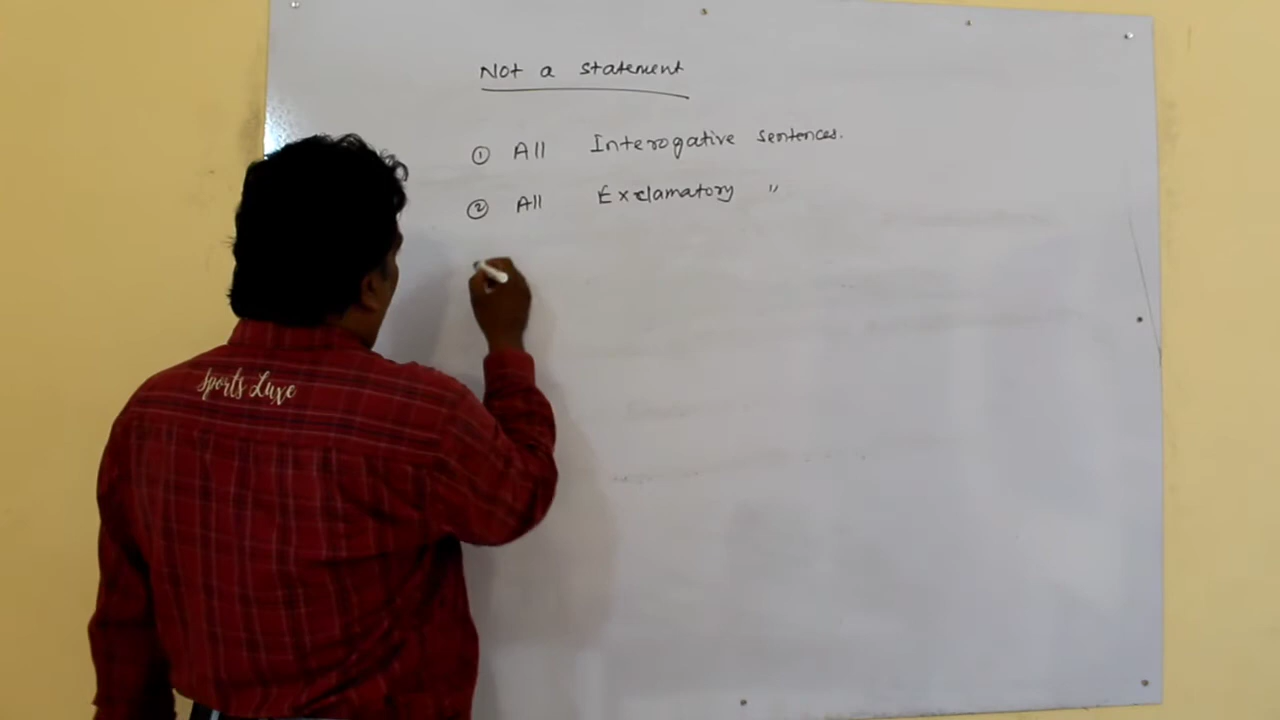 Not a statement
① All Interogative sentences.
② All Exclamatory "
Sports Luxe